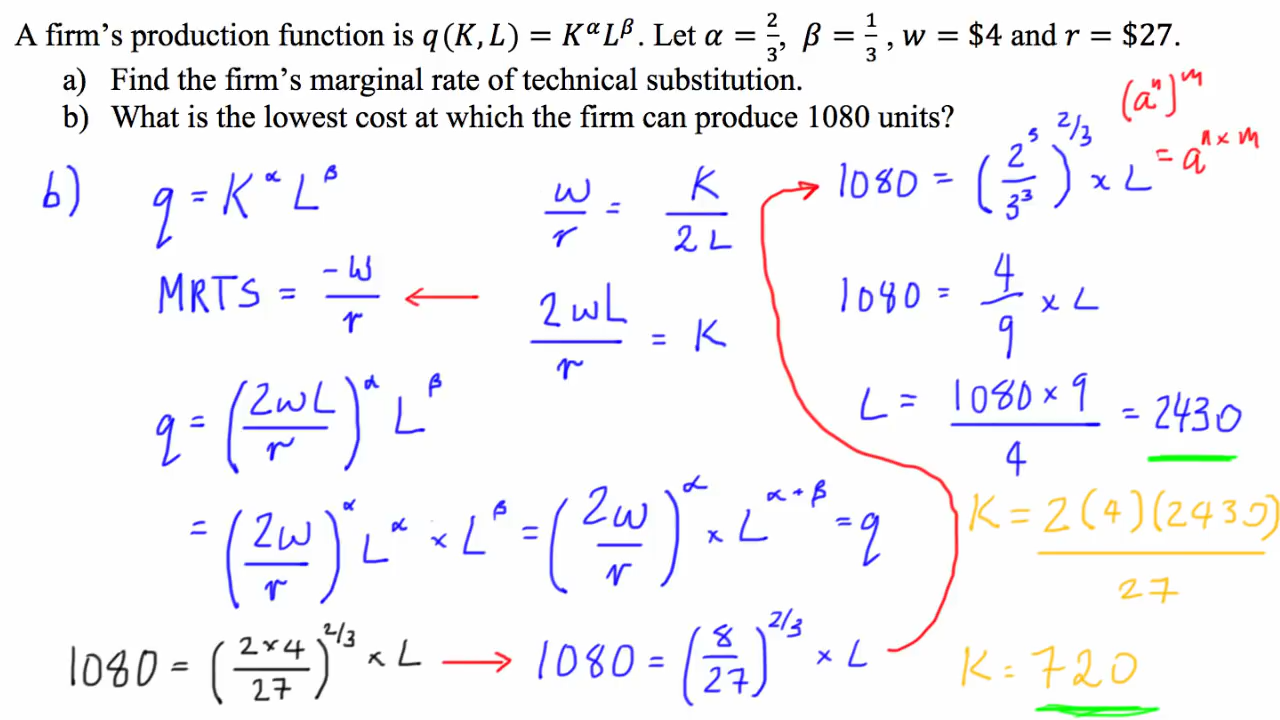 A firm's production function is q(K, L) = K^α L^β. Let α = 2/3, β = 1/3, w = $4 and r = $27.
a) Find the firm's marginal rate of technical substitution.
b) What is the lowest cost at which the firm can produce 1080 units?
b) q = K^α L^β
MRTS = -w/r ←
q = (2wL/r)^α L^β
= (2w/r)^α L^α × L^β = (2w/r)^α × L^(α+β) = q
1080 = (2×4/27)^(2/3) × L → 1080 = (8/27)^(2/3) × L
w/r = K/2L
2wL/r = K
(a^n)^m = a^(n×m)
1080 = (2^5/3^3)^(2/3) × L
1080 = 4/9 × L
L = 1080×9/4 = 2430
K = 2(4)(2430)/27
K = 720